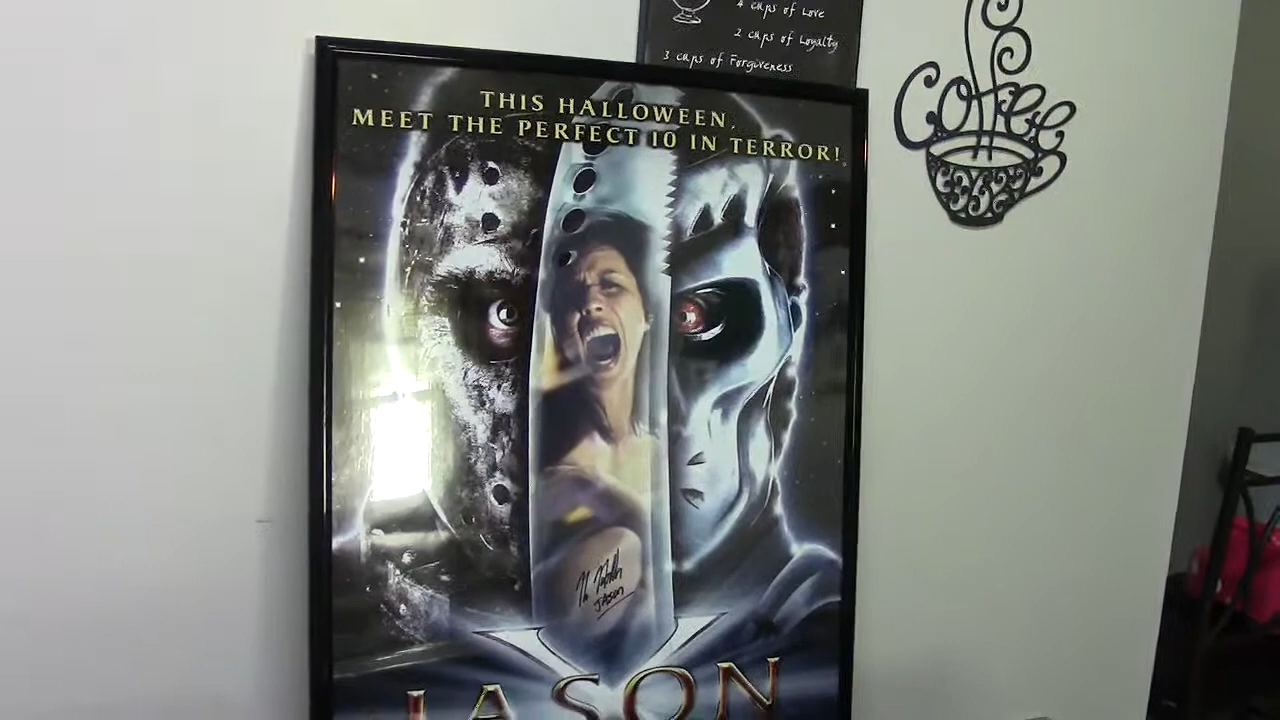 4 cups of Love
2 cups of Loyalty
3 cups of Forgiveness
Coffee
THIS HALLOWEEN,
MEET THE PERFECT 10 IN TERROR!
JASON
JASON